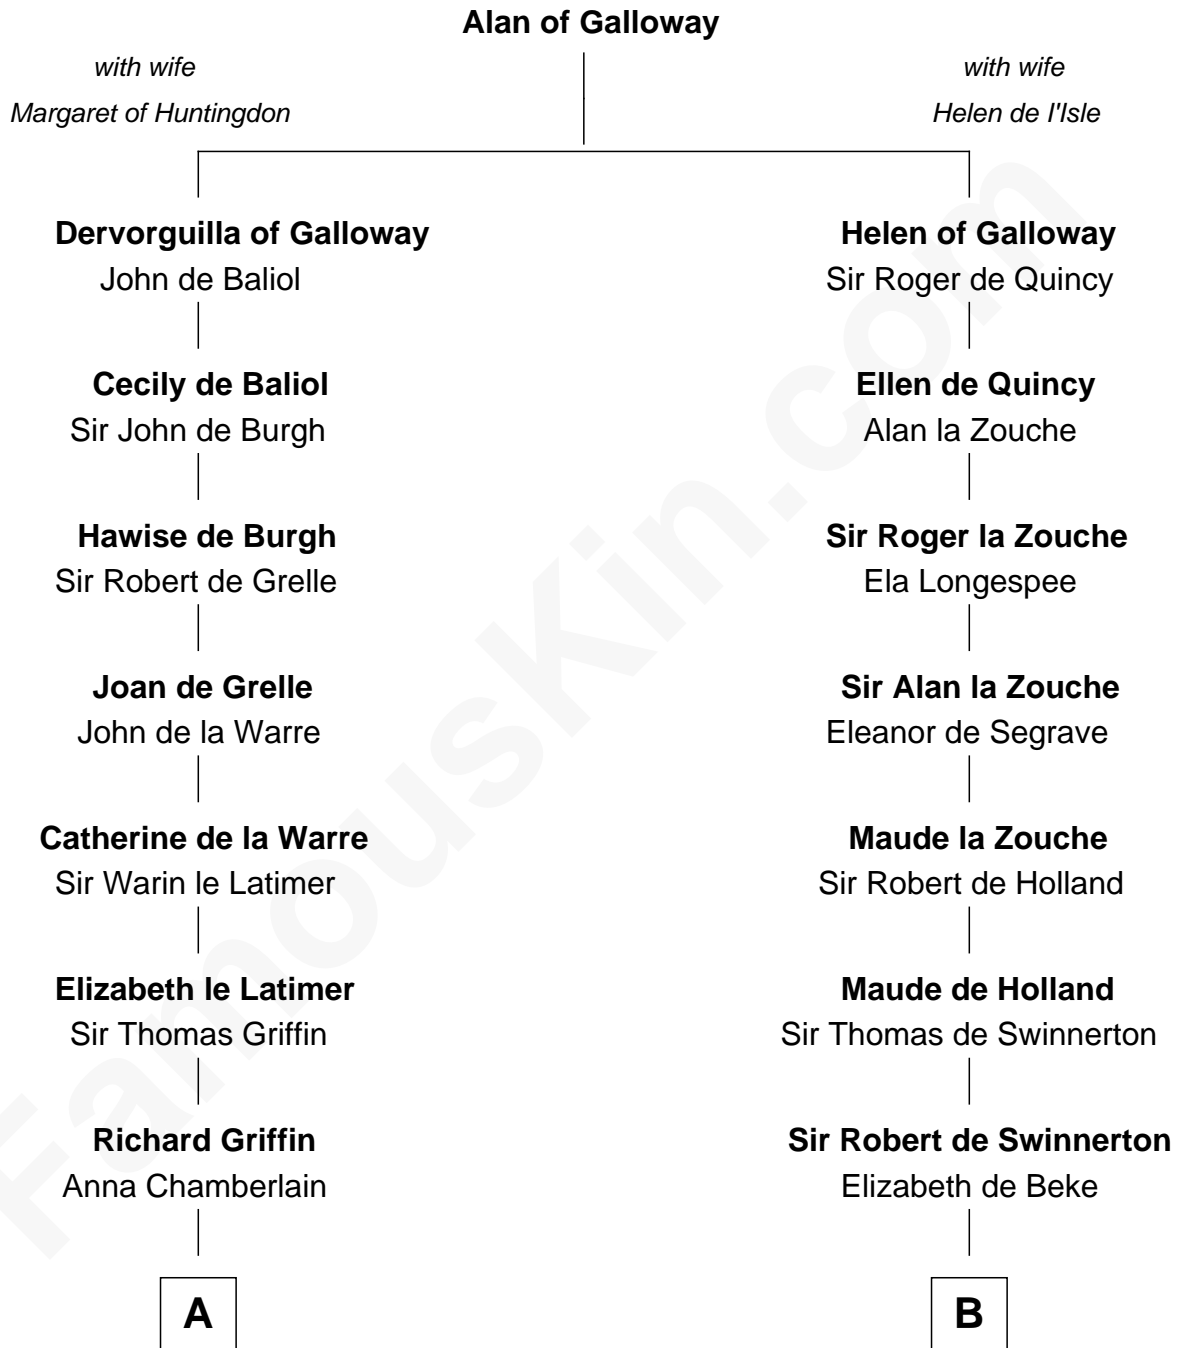 Alan of Galloway
with wife
Margaret of Huntingdon
with wife
Helen de l'Isle
Dervorguilla of Galloway
John de Baliol
Cecily de Baliol
Sir John de Burgh
Hawise de Burgh
Sir Robert de Grelle
Joan de Grelle
John de la Warre
Catherine de la Warre
Sir Warin le Latimer
Elizabeth le Latimer
Sir Thomas Griffin
Richard Griffin
Anna Chamberlain
A
Helen of Galloway
Sir Roger de Quincy
Ellen de Quincy
Alan la Zouche
Sir Roger la Zouche
Ela Longespee
Sir Alan la Zouche
Eleanor de Segrave
Maude la Zouche
Sir Robert de Holland
Maude de Holland
Sir Thomas de Swinnerton
Sir Robert de Swinnerton
Elizabeth de Beke
B
FamousKin.com